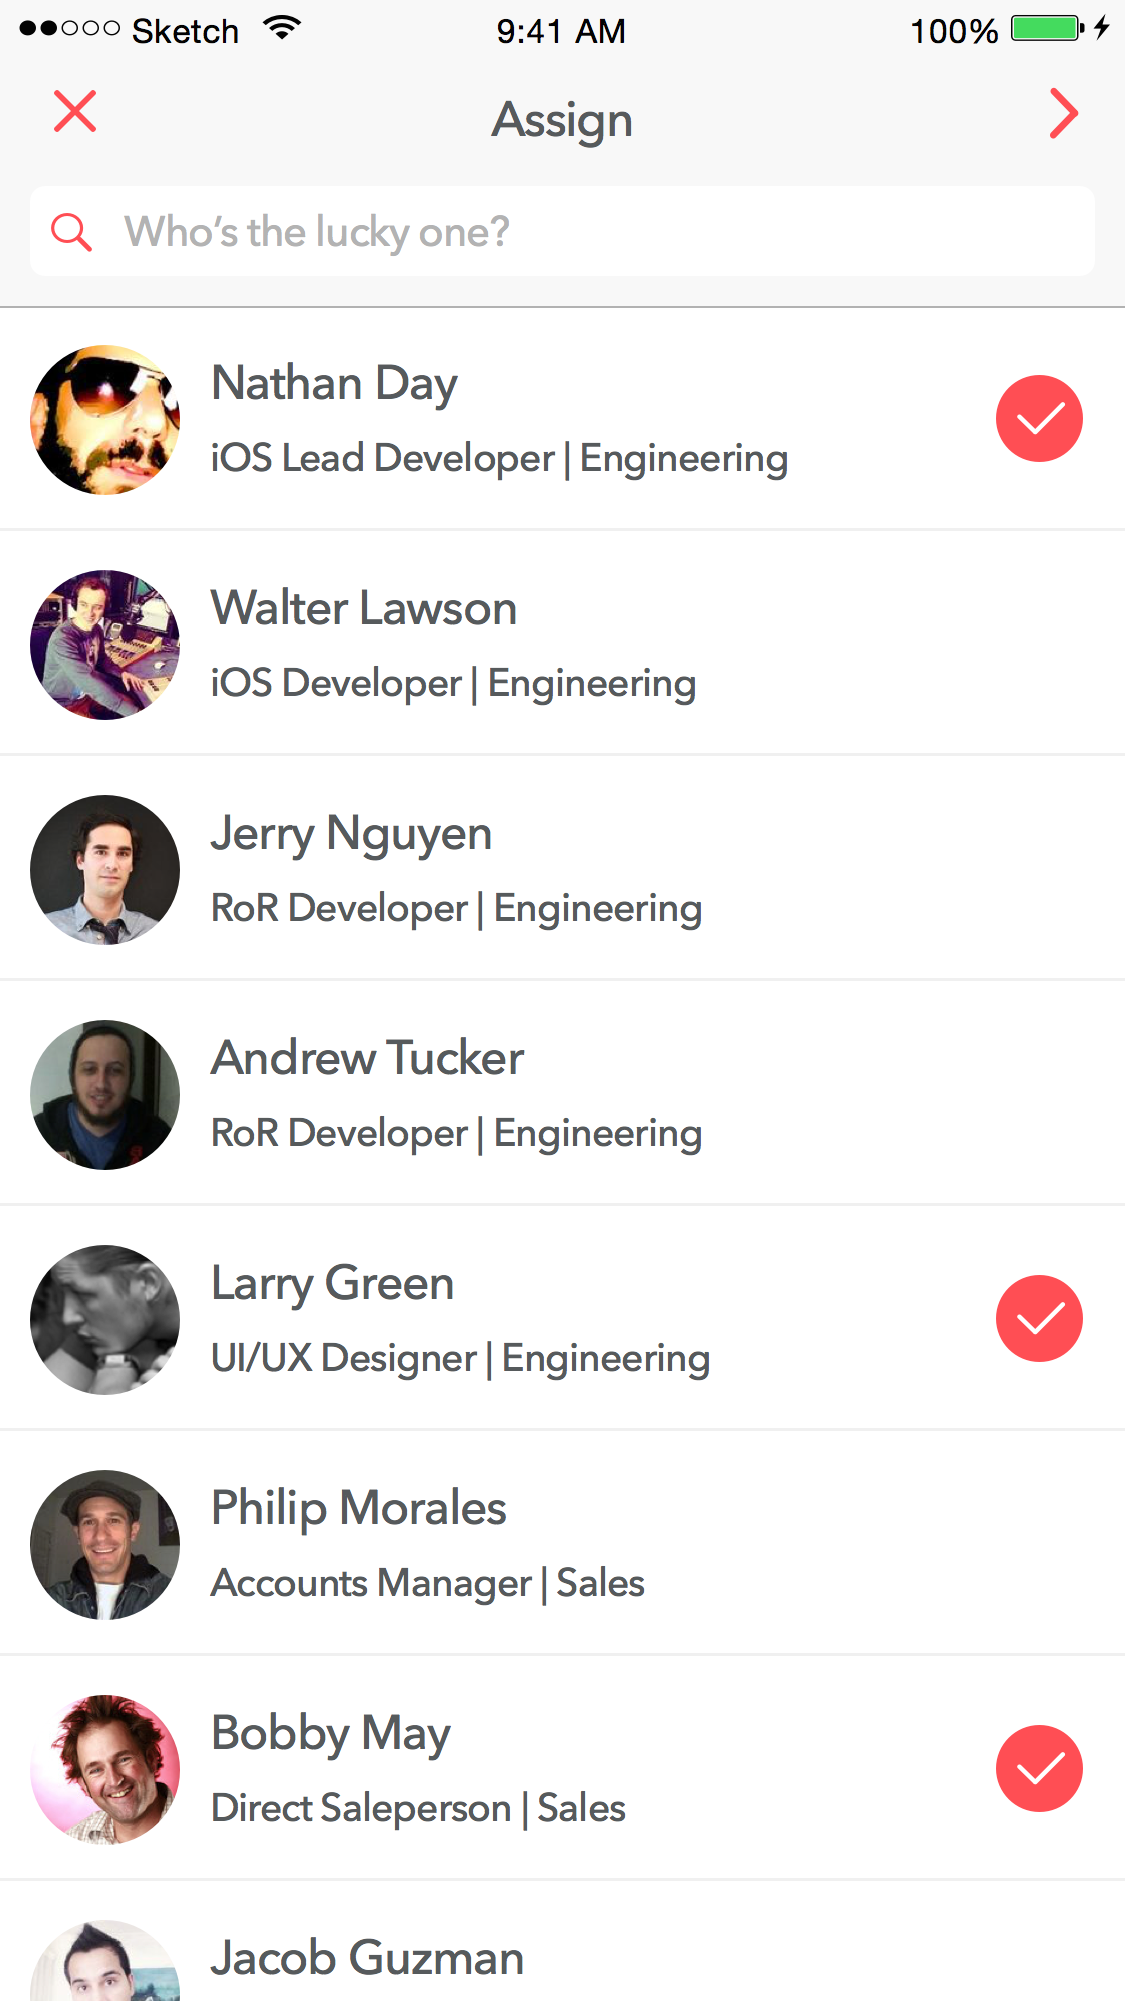 Sketch 9:41 AM 100%
Assign
Who's the lucky one?
Nathan Day
iOS Lead Developer | Engineering
Walter Lawson
iOS Developer | Engineering
Jerry Nguyen
RoR Developer | Engineering
Andrew Tucker
RoR Developer | Engineering
Larry Green
UI/UX Designer | Engineering
Philip Morales
Accounts Manager | Sales
Bobby May
Direct Saleperson | Sales
Jacob Guzman